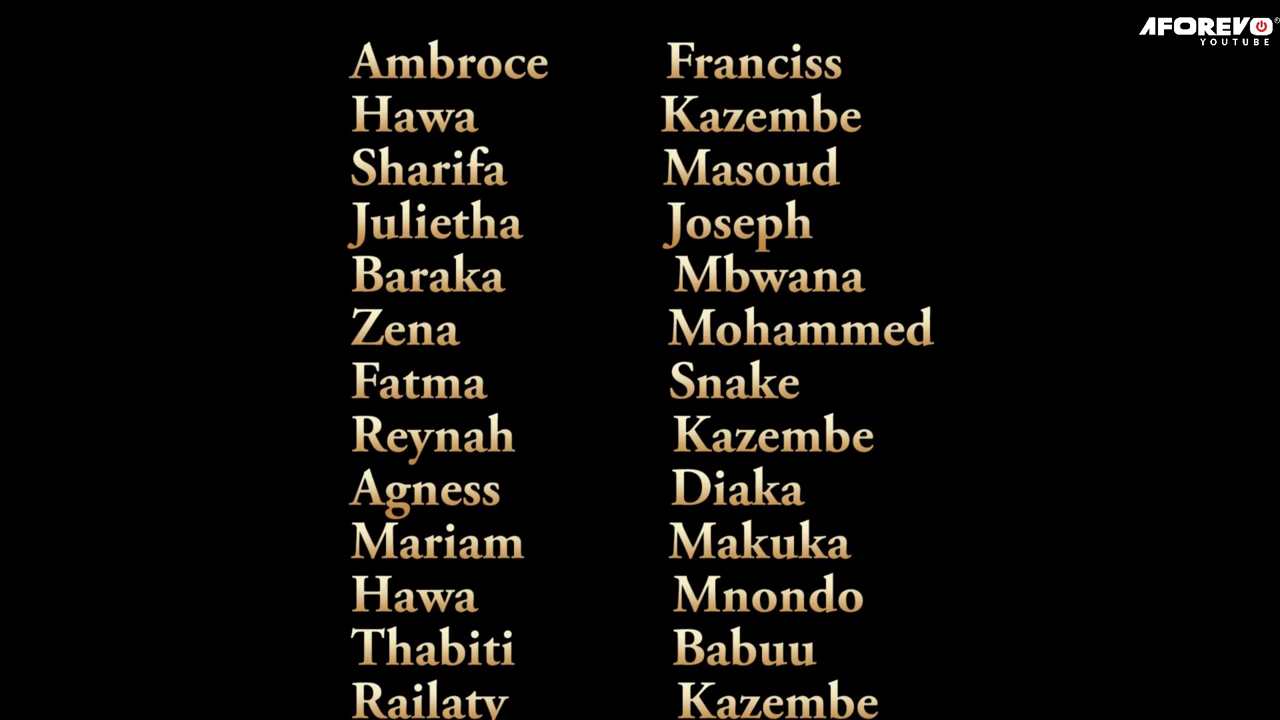 AFOREVO
YOUTUBE
Ambroce Franciss
Hawa Kazembe
Sharifa Masoud
Julietha Joseph
Baraka Mbwana
Zena Mohammed
Fatma Snake
Reynah Kazembe
Agness Diaka
Mariam Makuka
Hawa Mnondo
Thabiti Babuu
Railaty Kazembe